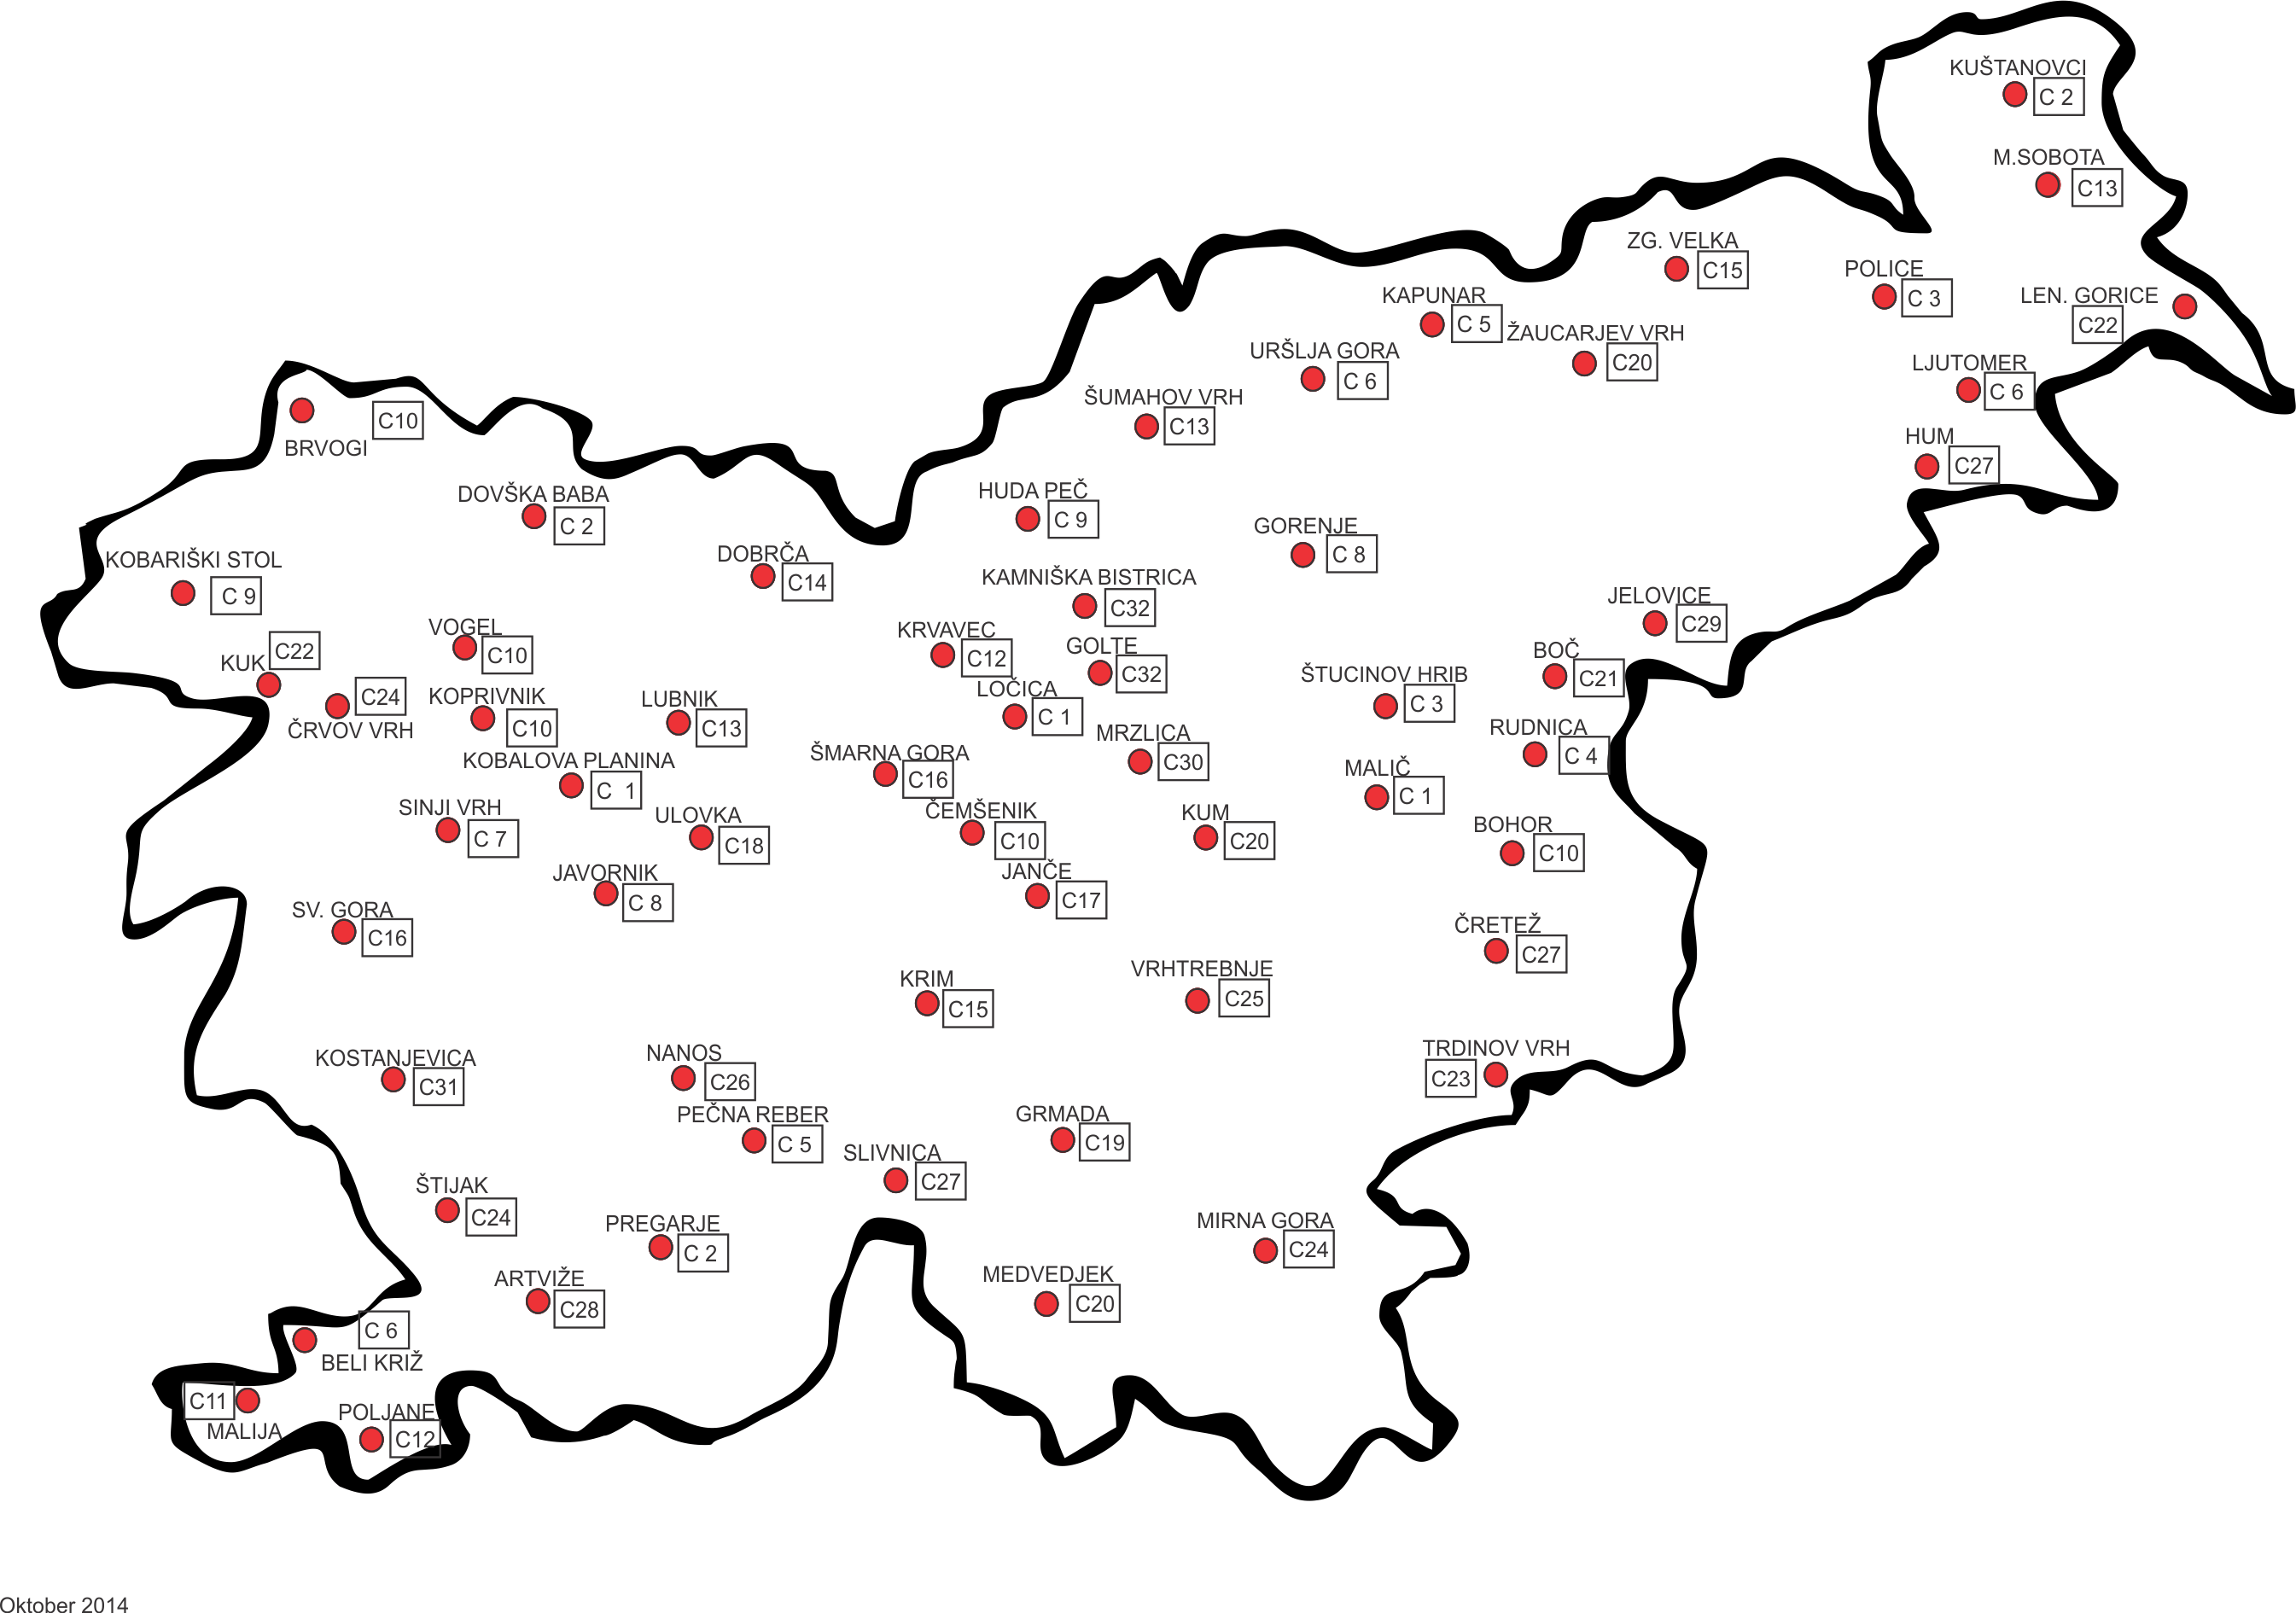 KUŠTANOVCI
C 2
M.SOBOTA
C13
ZG. VELKA
C15
POLICE
C 3
LEN. GORICE
C22
KAPUNAR
C 5
ŽAUCARJEV VRH
C20
URŠLJA GORA
C 6
LJUTOMER
C 6
ŠUMAHOV VRH
C13
BRVOGI
C10
HUM
C27
DOVŠKA BABA
C 2
HUDA PEČ
C 9
GORENJE
C 8
KOBARIŠKI STOL
C 9
DOBRČA
C14
KAMNIŠKA BISTRICA
C32
JELOVICE
C29
VOGEL
C10
KRVAVEC
C12
GOLTE
C32
BOČ
C21
KUK
C22
ČRVOV VRH
C24
KOPRIVNIK
C10
LUBNIK
C13
LOČICA
C 1
ŠTUCINOV HRIB
C 3
RUDNICA
C 4
MRZLICA
C30
ŠMARNA GORA
C16
KOBALOVA PLANINA
C  1
MALIČ
C 1
SINJI VRH
C 7
ULOVKA
C18
ČEMŠENIK
C10
KUM
C20
BOHOR
C10
JAVORNIK
C 8
JANČE
C17
SV. GORA
C16
ČRETEŽ
C27
KRIM
C15
VRHTREBNJE
C25
KOSTANJEVICA
C31
NANOS
C26
TRDINOV VRH
C23
PEČNA REBER
C 5
GRMADA
C19
SLIVNICA
C27
ŠTIJAK
C24
PREGARJE
C 2
MIRNA GORA
C24
ARTVIŽE
C28
MEDVEDJEK
C20
C 6
BELI KRIŽ
C11
MALIJA
POLJANE
C12
Oktober 2014